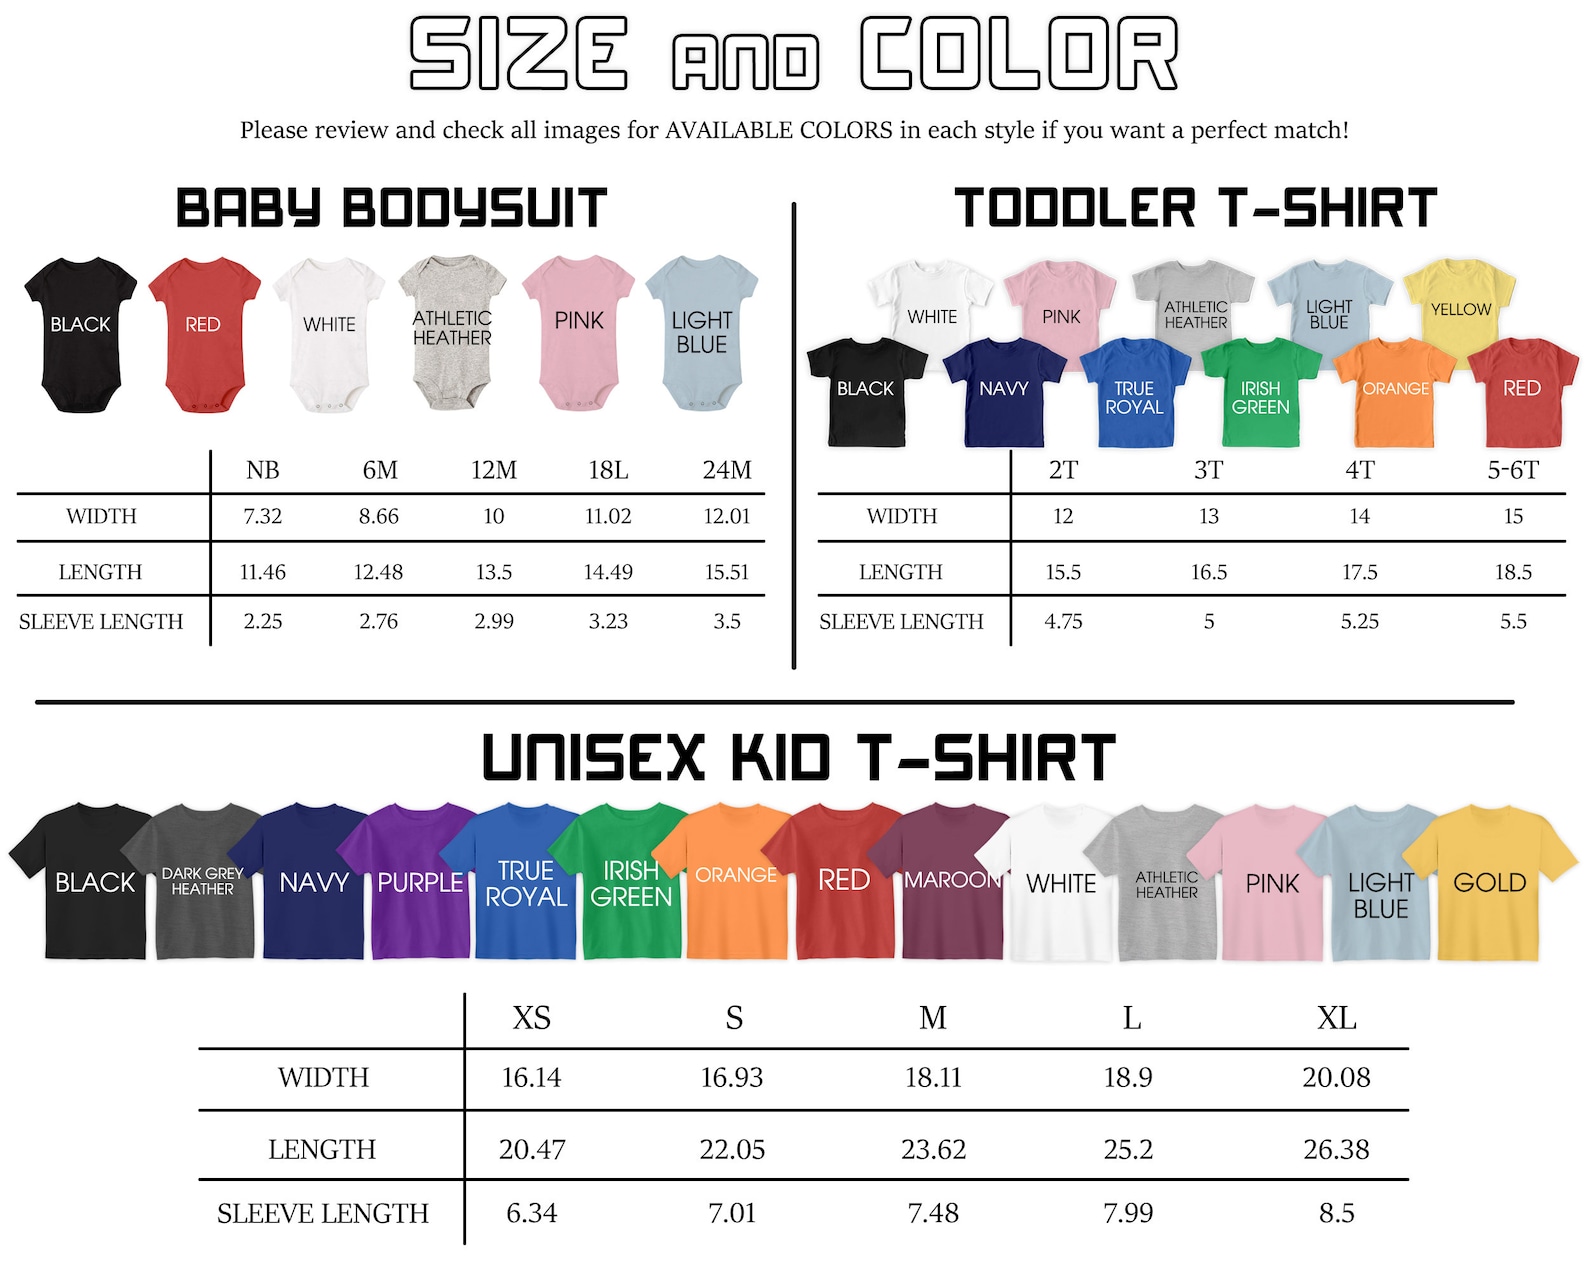 SIZE AND COLOR
Please review and check all images for AVAILABLE COLORS in each style if you want a perfect match!
BABY BODYSUIT
BLACK
RED
WHITE
ATHLETIC
HEATHER
PINK
LIGHT
BLUE
NB 6M 12M 18L 24M
WIDTH 7.32 8.66 10 11.02 12.01
LENGTH 11.46 12.48 13.5 14.49 15.51
SLEEVE LENGTH 2.25 2.76 2.99 3.23 3.5
TODDLER T-SHIRT
WHITE
PINK
ATHLETIC
HEATHER
LIGHT
BLUE
YELLOW
BLACK
NAVY
TRUE
ROYAL
IRISH
GREEN
ORANGE
RED
2T 3T 4T 5-6T
WIDTH 12 13 14 15
LENGTH 15.5 16.5 17.5 18.5
SLEEVE LENGTH 4.75 5 5.25 5.5
UNISEX KID T-SHIRT
BLACK
DARK GREY
HEATHER
NAVY
PURPLE
TRUE
ROYAL
IRISH
GREEN
ORANGE
RED
MAROON
WHITE
ATHLETIC
HEATHER
PINK
LIGHT
BLUE
GOLD
XS S M L XL
WIDTH 16.14 16.93 18.11 18.9 20.08
LENGTH 20.47 22.05 23.62 25.2 26.38
SLEEVE LENGTH 6.34 7.01 7.48 7.99 8.5